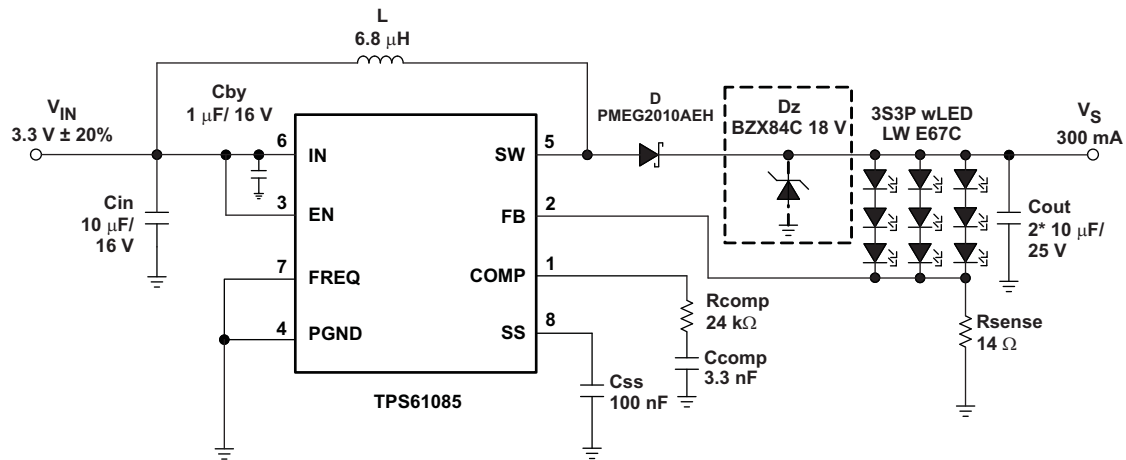 L
6.8 μH
Cby
1 μF/ 16 V
VIN
3.3 V ± 20%
D
PMEG2010AEH
Dz
BZX84C 18 V
3S3P wLED
LW E67C
VS
300 mA
6
IN
SW
5
Cin
10 μF/
16 V
3
EN
FB
2
Cout
2* 10 μF/
25 V
7
FREQ
COMP
1
Rcomp
24 kΩ
Rsense
14 Ω
4
PGND
SS
8
Ccomp
3.3 nF
Css
100 nF
TPS61085